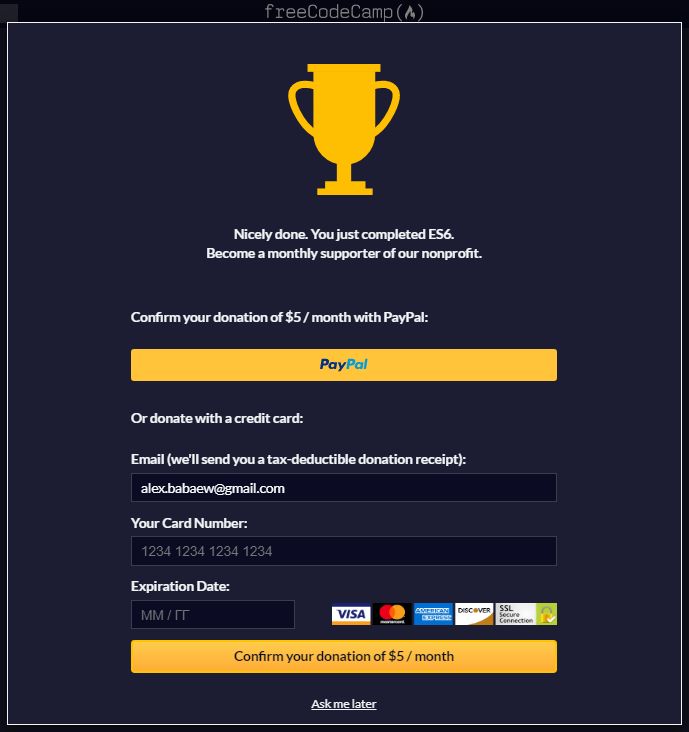 freeCodeCamp
Nicely done. You just completed ES6.
Become a monthly supporter of our nonprofit.
Confirm your donation of $5 / month with PayPal:
PayPal
Or donate with a credit card:
Email (we'll send you a tax-deductible donation receipt):
alex.babaew@gmail.com
Your Card Number:
1234 1234 1234 1234
Expiration Date:
MM / ГГ
VISA
mastercard
AMERICAN
EXPRESS
DISCOVER
SSL
Secure
Connection
Confirm your donation of $5 / month
Ask me later